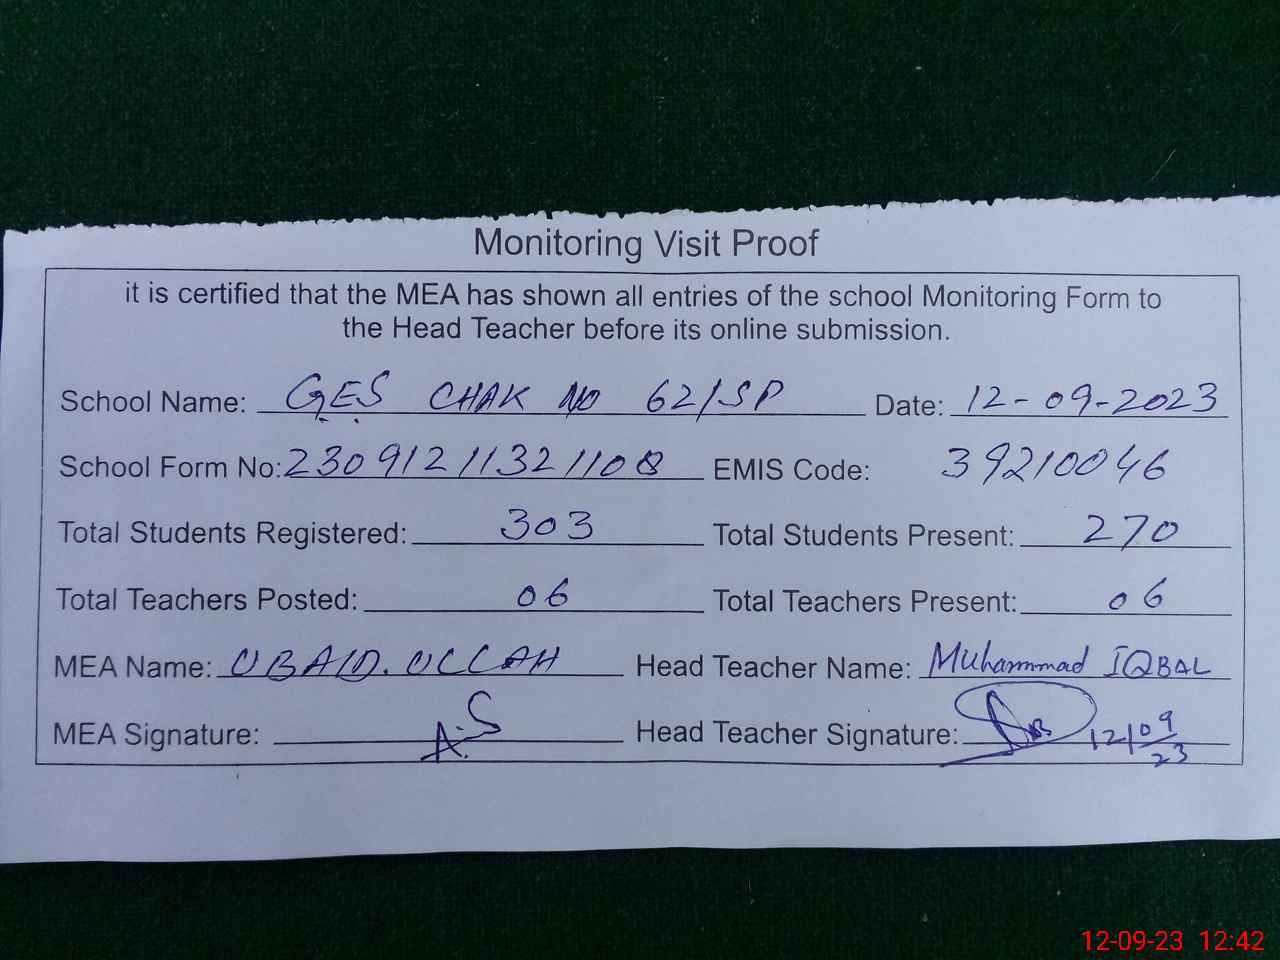 Monitoring Visit Proof
it is certified that the MEA has shown all entries of the school Monitoring Form to
the Head Teacher before its online submission.
School Name: GES CHAK NO 62/SP Date: 12-09-2023
School Form No: 23091211321108 EMIS Code: 39210046
Total Students Registered: 303 Total Students Present: 270
Total Teachers Posted: 06 Total Teachers Present: 06
MEA Name: UBAID.ULLAH Head Teacher Name: Muhammad IQBAL
MEA Signature: A.S Head Teacher Signature: 12/09/23
12-09-23 12:42